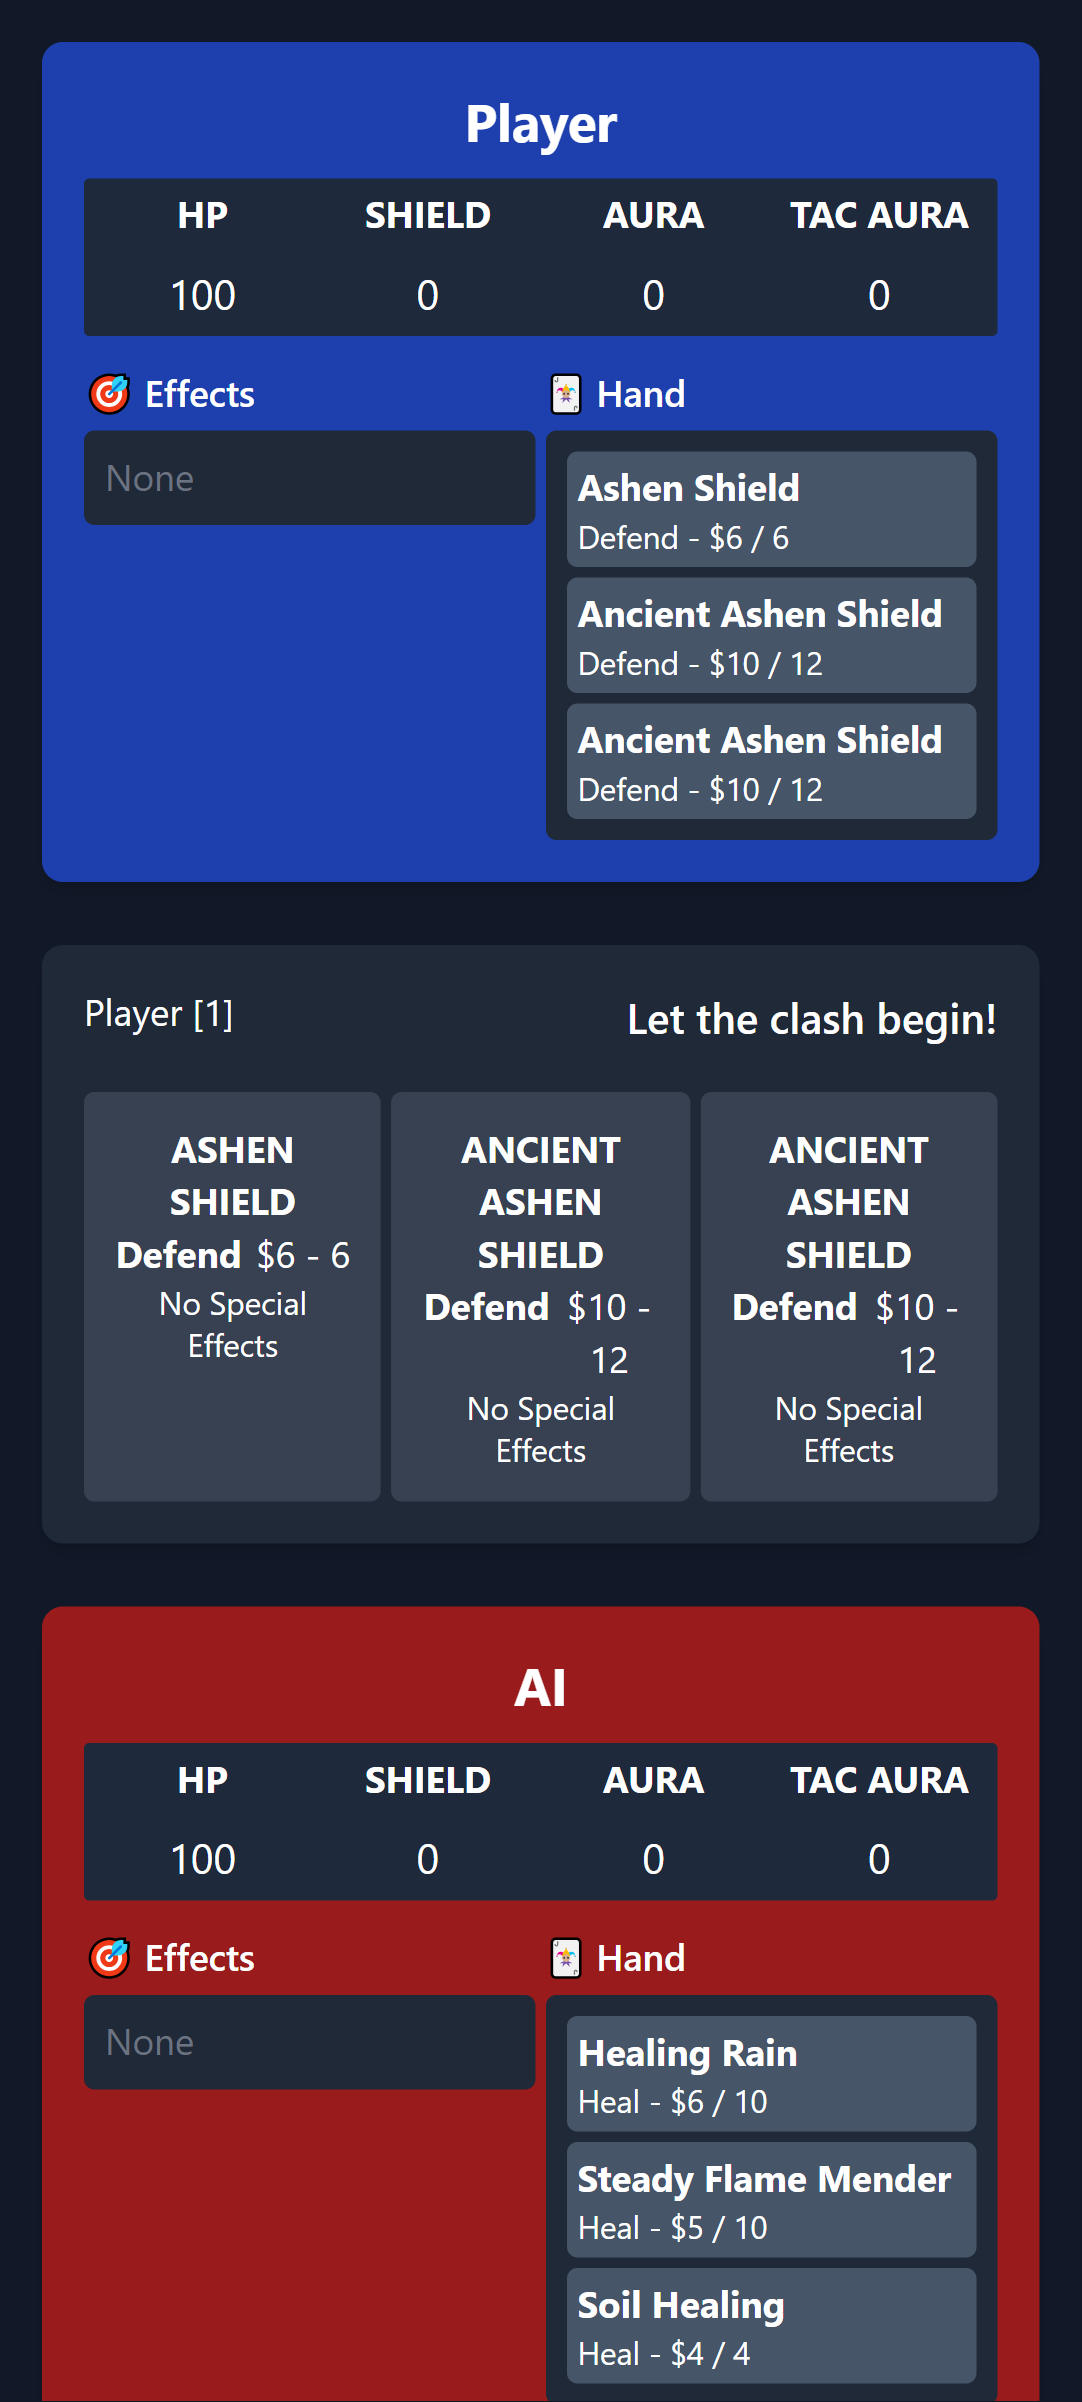 Player
HP SHIELD AURA TAC AURA
100 0 0 0
🎯 Effects
None
🃏 Hand
Ashen Shield
Defend - $6 / 6
Ancient Ashen Shield
Defend - $10 / 12
Ancient Ashen Shield
Defend - $10 / 12
Player [1]
Let the clash begin!
ASHEN
SHIELD
Defend $6 - 6
No Special
Effects
ANCIENT
ASHEN
SHIELD
Defend $10 -
12
No Special
Effects
ANCIENT
ASHEN
SHIELD
Defend $10 -
12
No Special
Effects
AI
HP SHIELD AURA TAC AURA
100 0 0 0
🎯 Effects
None
🃏 Hand
Healing Rain
Heal - $6 / 10
Steady Flame Mender
Heal - $5 / 10
Soil Healing
Heal - $4 / 4